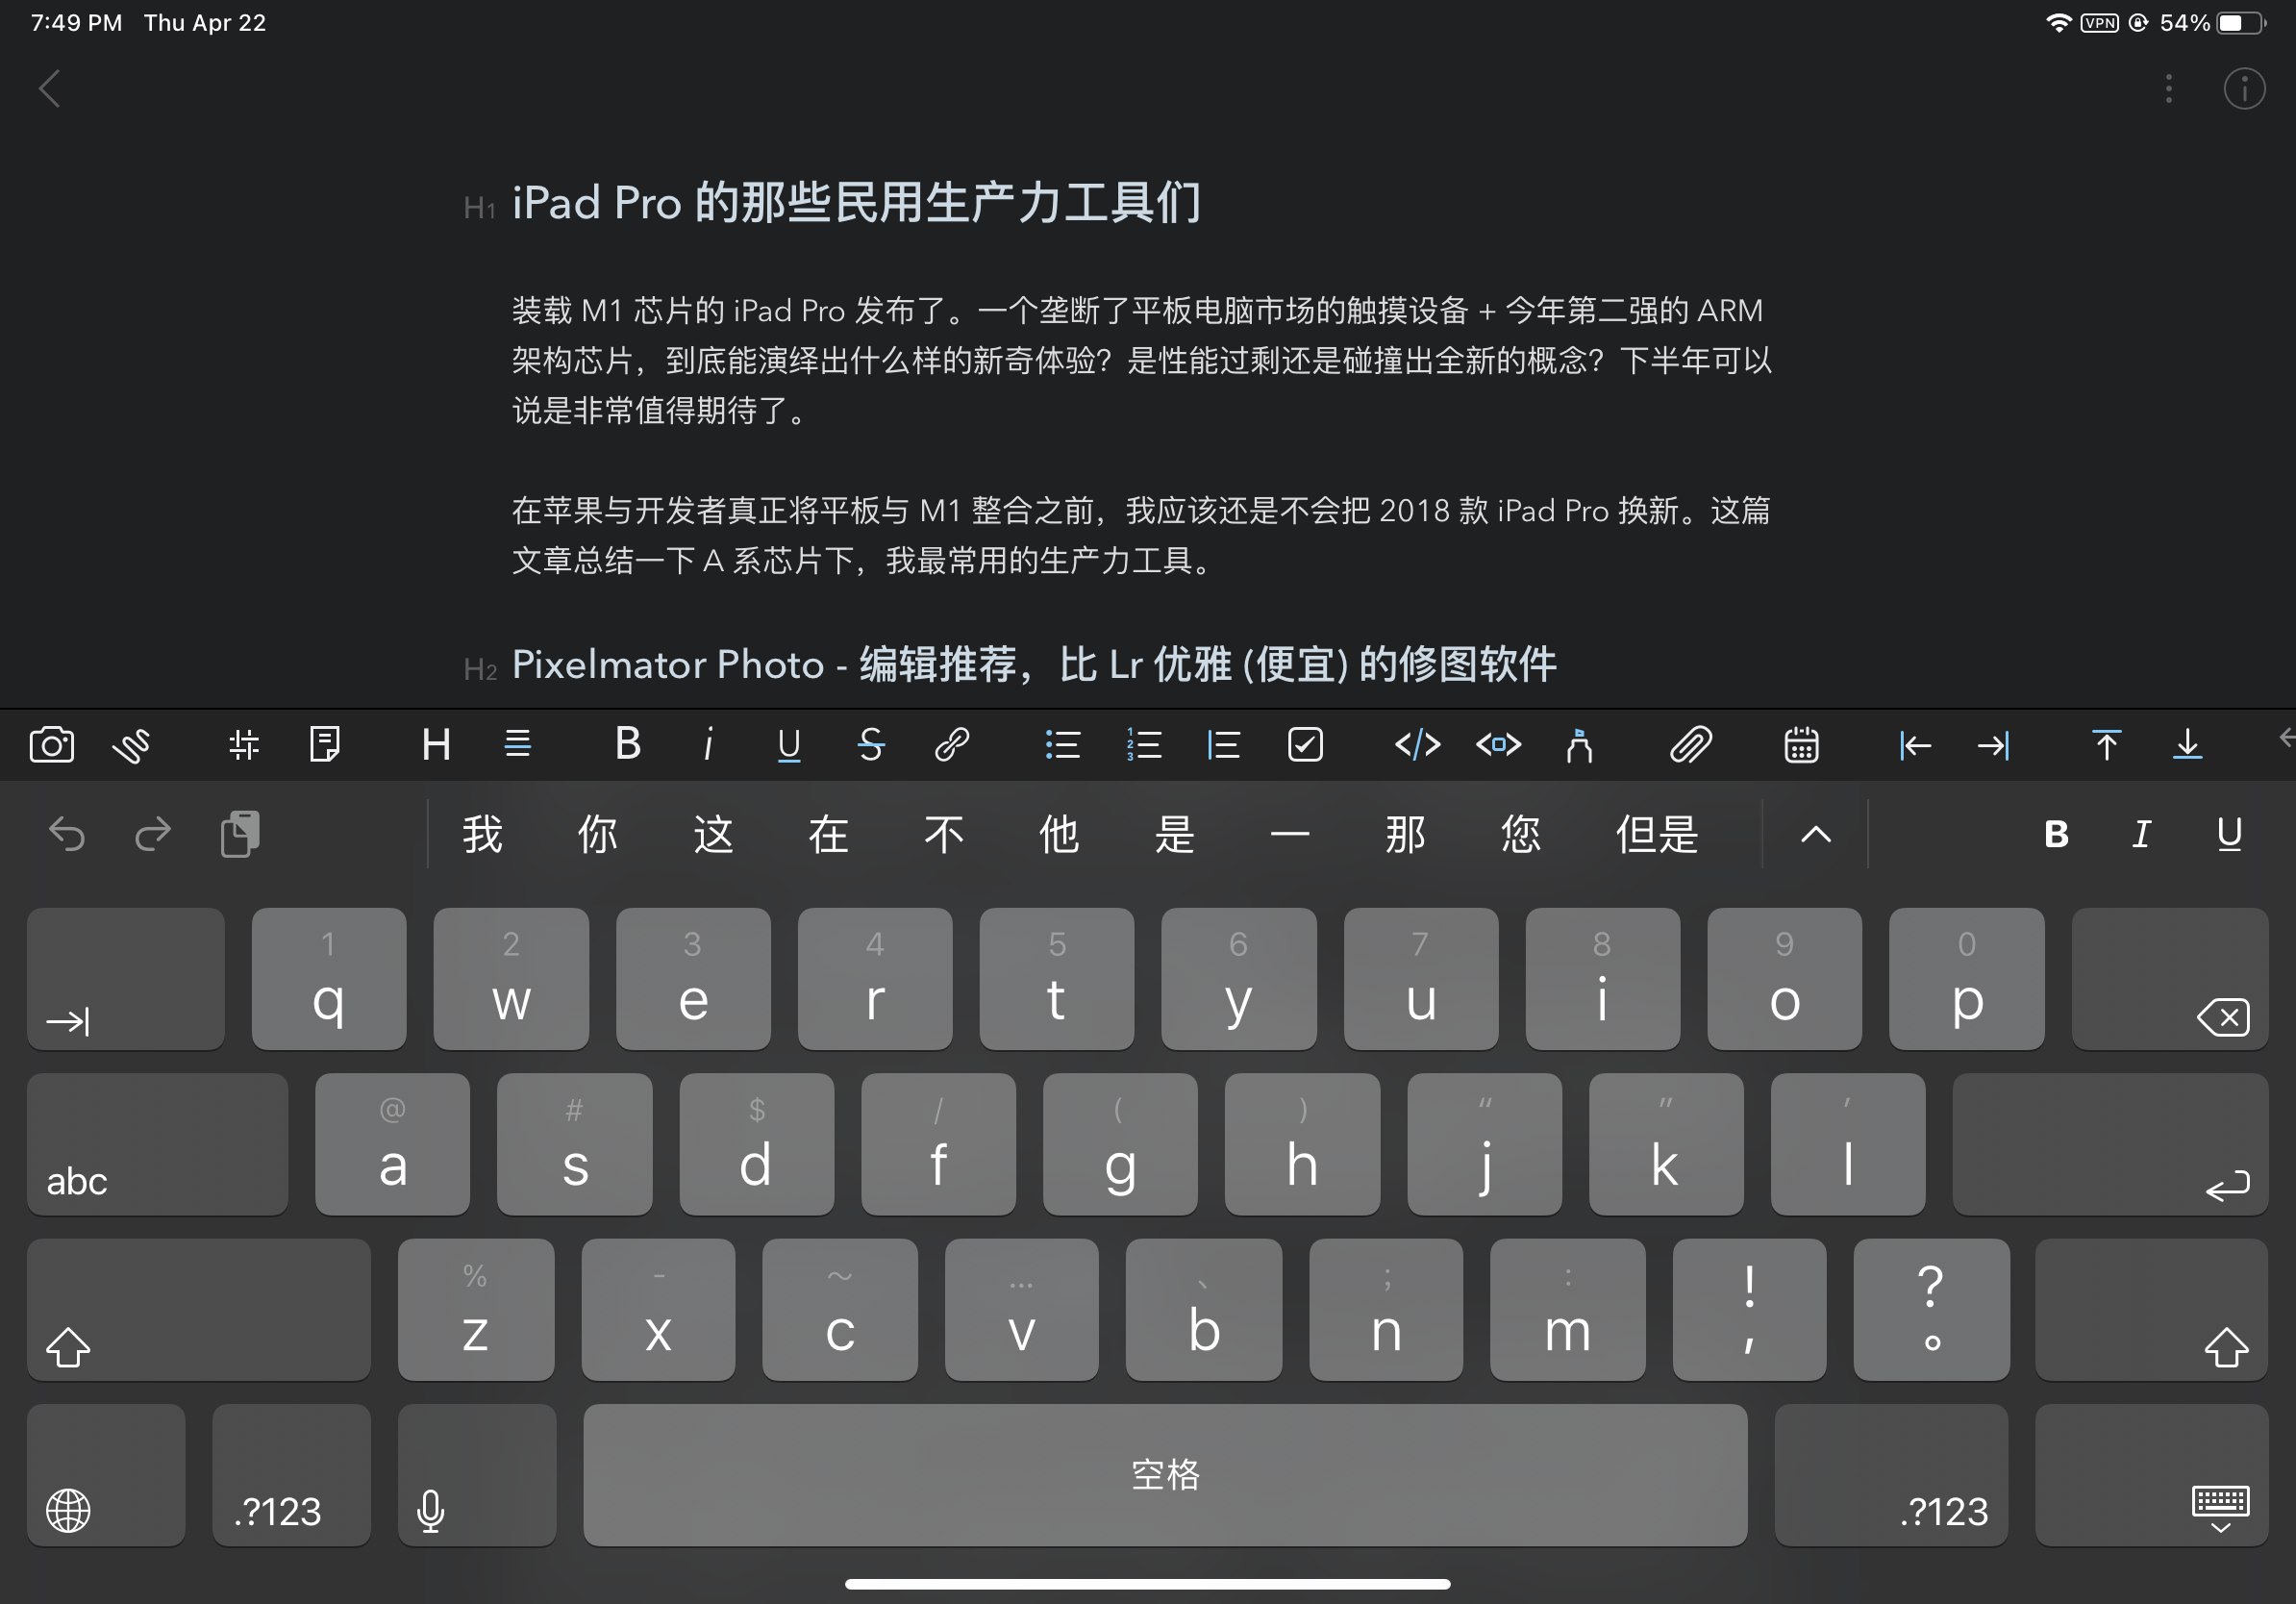 7:49 PM Thu Apr 22
VPN 54%
H1 iPad Pro 的那些民用生产力工具们
装载 M1 芯片的 iPad Pro 发布了。一个垄断了平板电脑市场的触摸设备 + 今年第二强的 ARM
架构芯片，到底能演绎出什么样的新奇体验？是性能过剩还是碰撞出全新的概念？下半年可以
说是非常值得期待了。
在苹果与开发者真正将平板与 M1 整合之前，我应该还是不会把 2018 款 iPad Pro 换新。这篇
文章总结一下 A 系芯片下，我最常用的生产力工具。
H2 Pixelmator Photo - 编辑推荐，比 Lr 优雅 (便宜) 的修图软件
H B i U S 1 2 3 </>
我 你 这 在 不 他 是 一 那 您 但是 B I U
1 2 3 4 5 6 7 8 9 0
q w e r t y u i o p
@ # $ / ( ) “ ” ’
abc a s d f g h j k l
% - ～ … 、 ; : ! ?
z x c v b n m , 。
.?123 空格 .?123